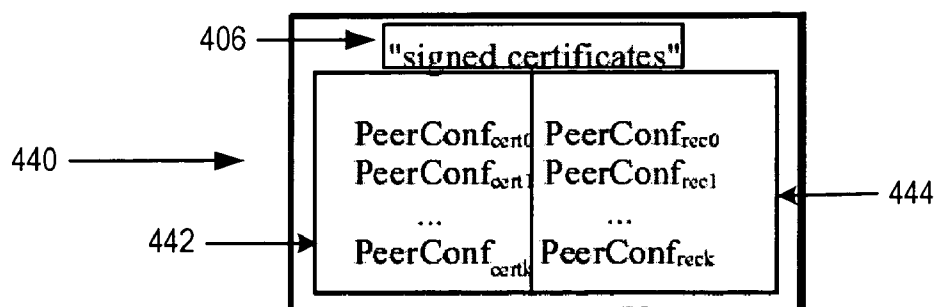 406
"signed certificates"
PeerConfcert0 PeerConfrec0
440
PeerConfcert1 PeerConfrec1
444
... ...
442
PeerConfcertk PeerConfreck